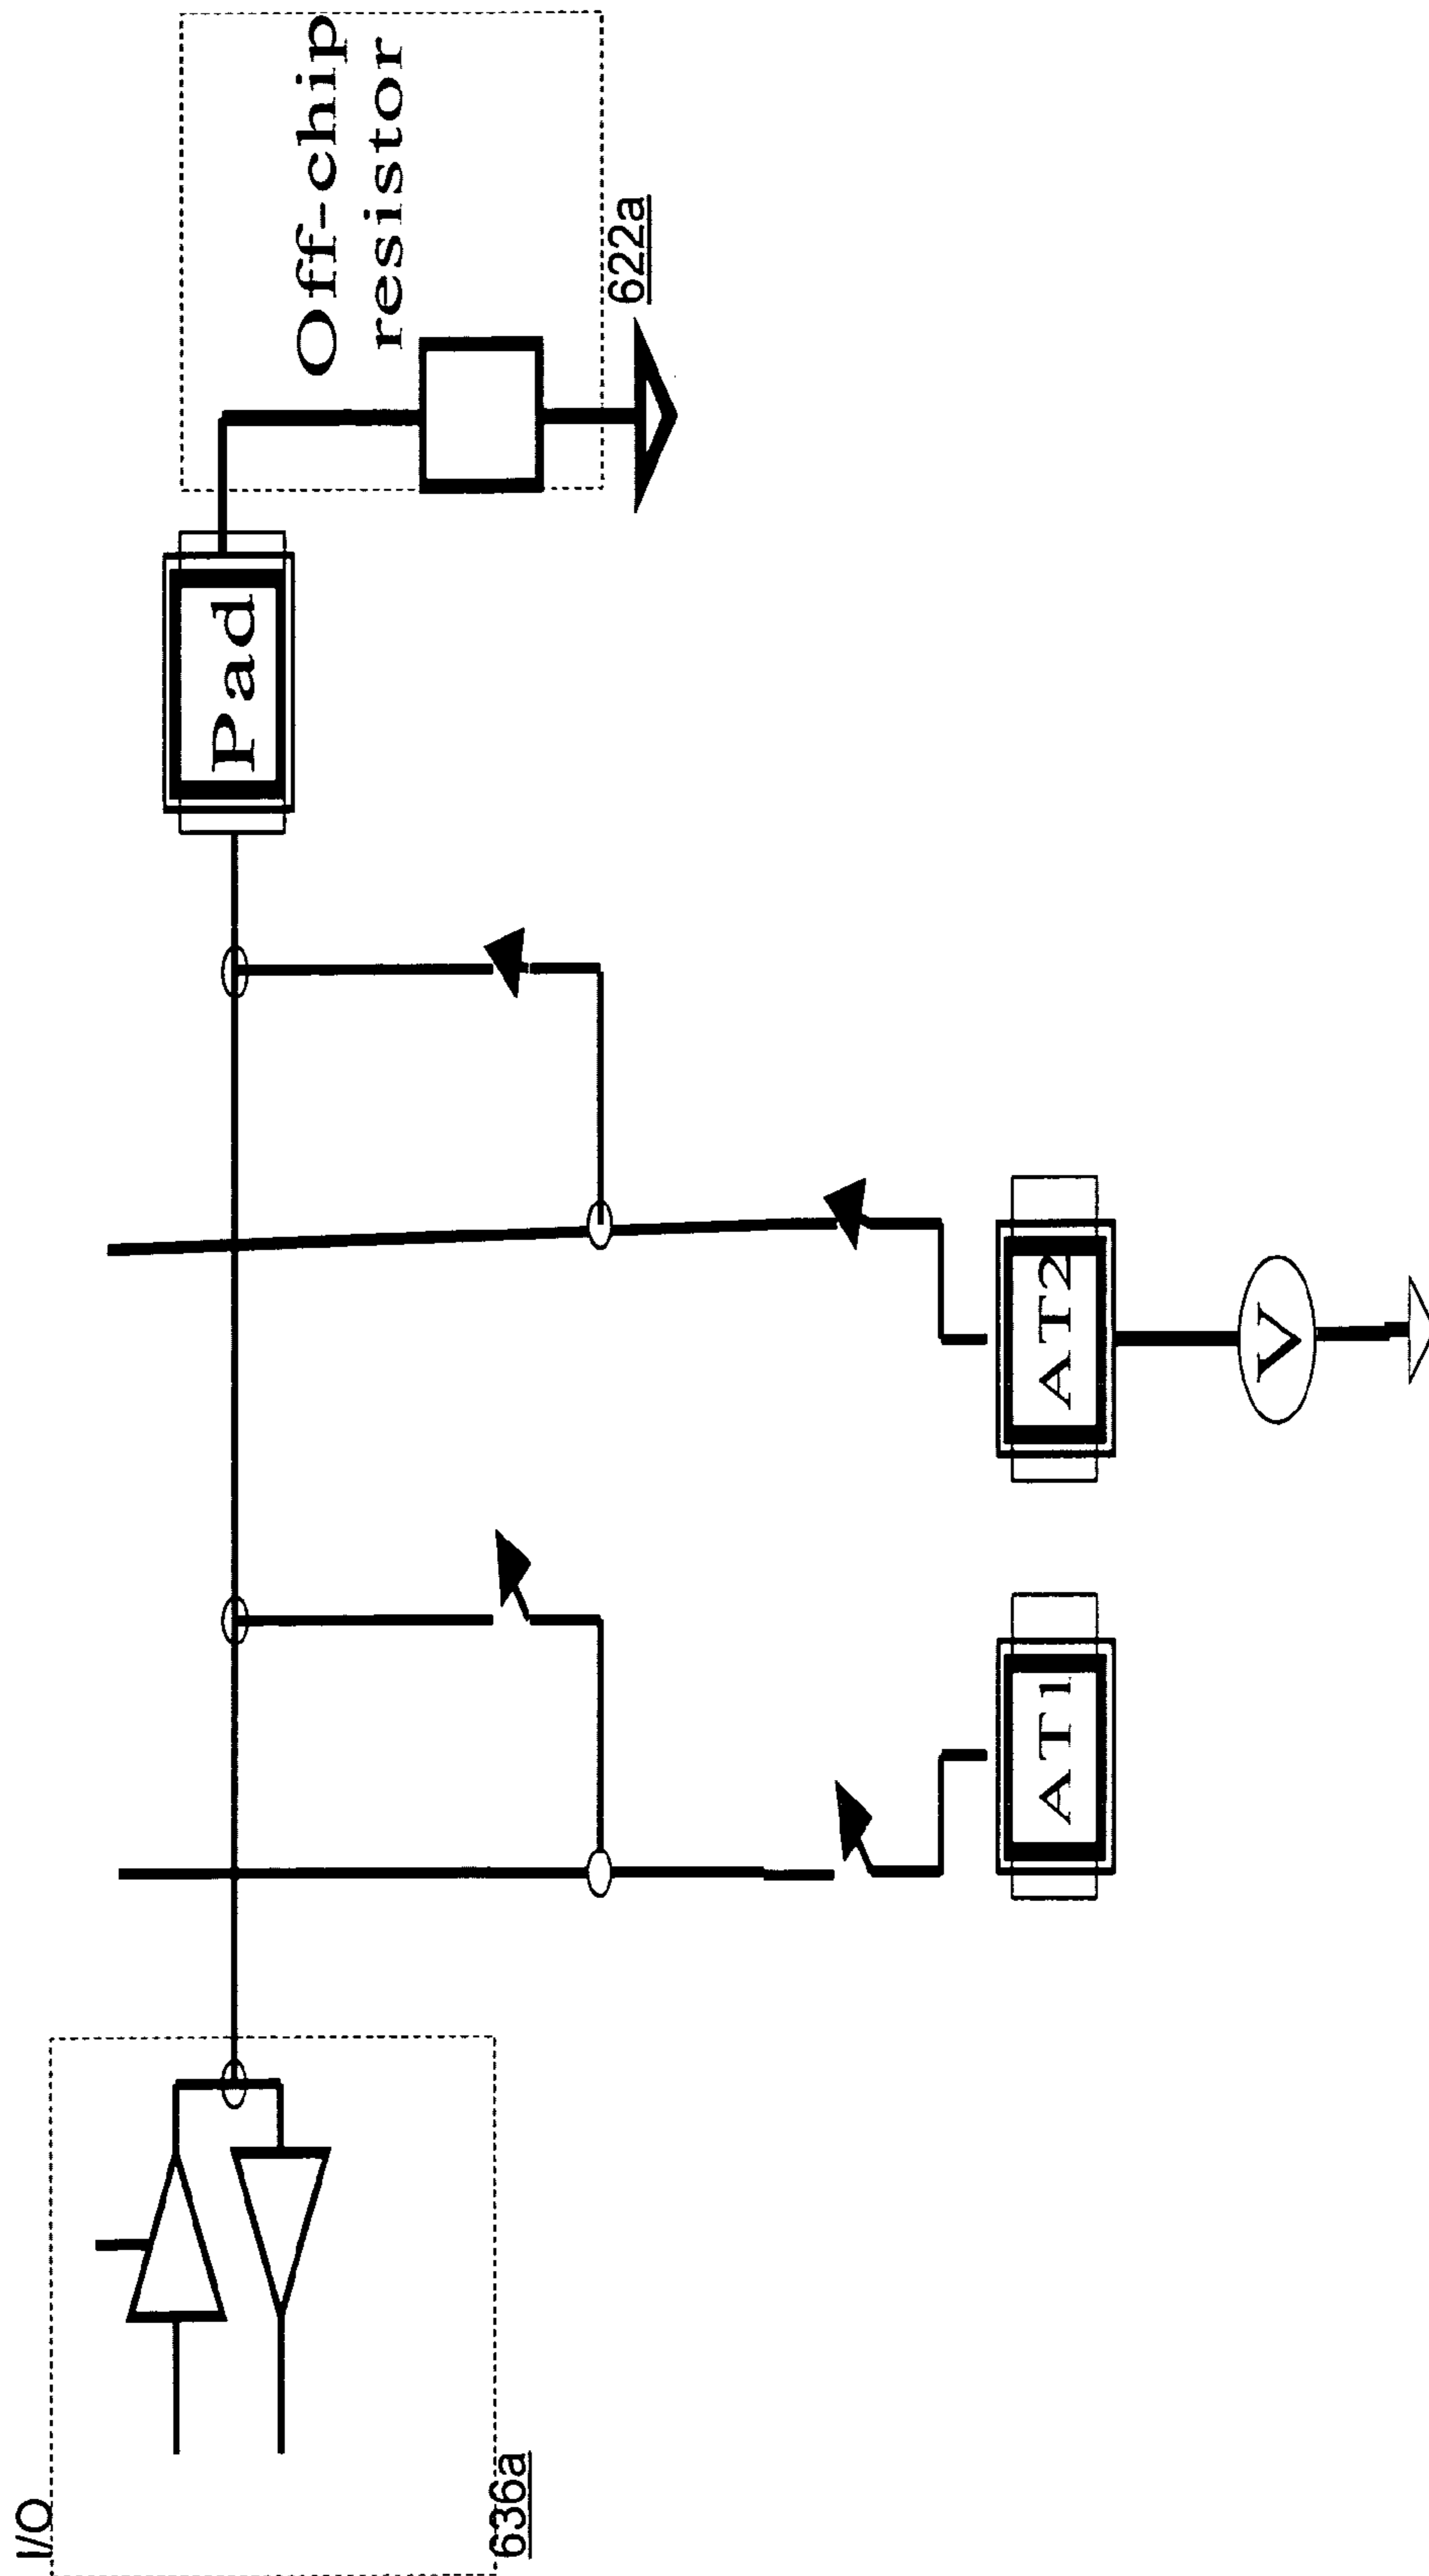 I/O
636a
Pad
Off-chip
resistor
622a
AT1
AT2
V